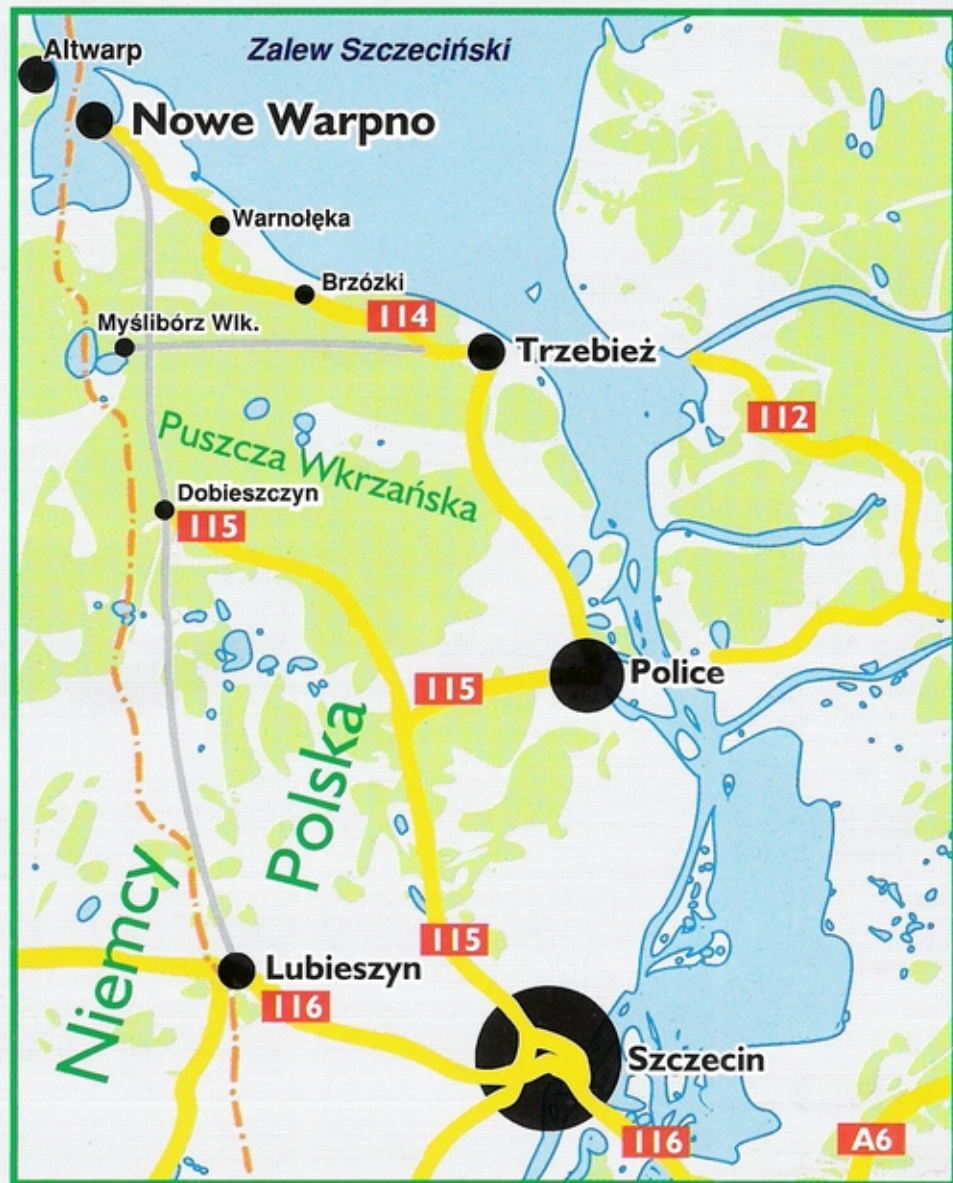 Altwarp
Zalew Szczeciński
Nowe Warpno
Warnołęka
Brzózki
114
Myślibórz Wlk.
Trzebież
112
Puszcza Wkrzańska
Dobieszczyn
115
115
Police
Polska
Niemcy
115
Lubieszyn
116
Szczecin
116
A6